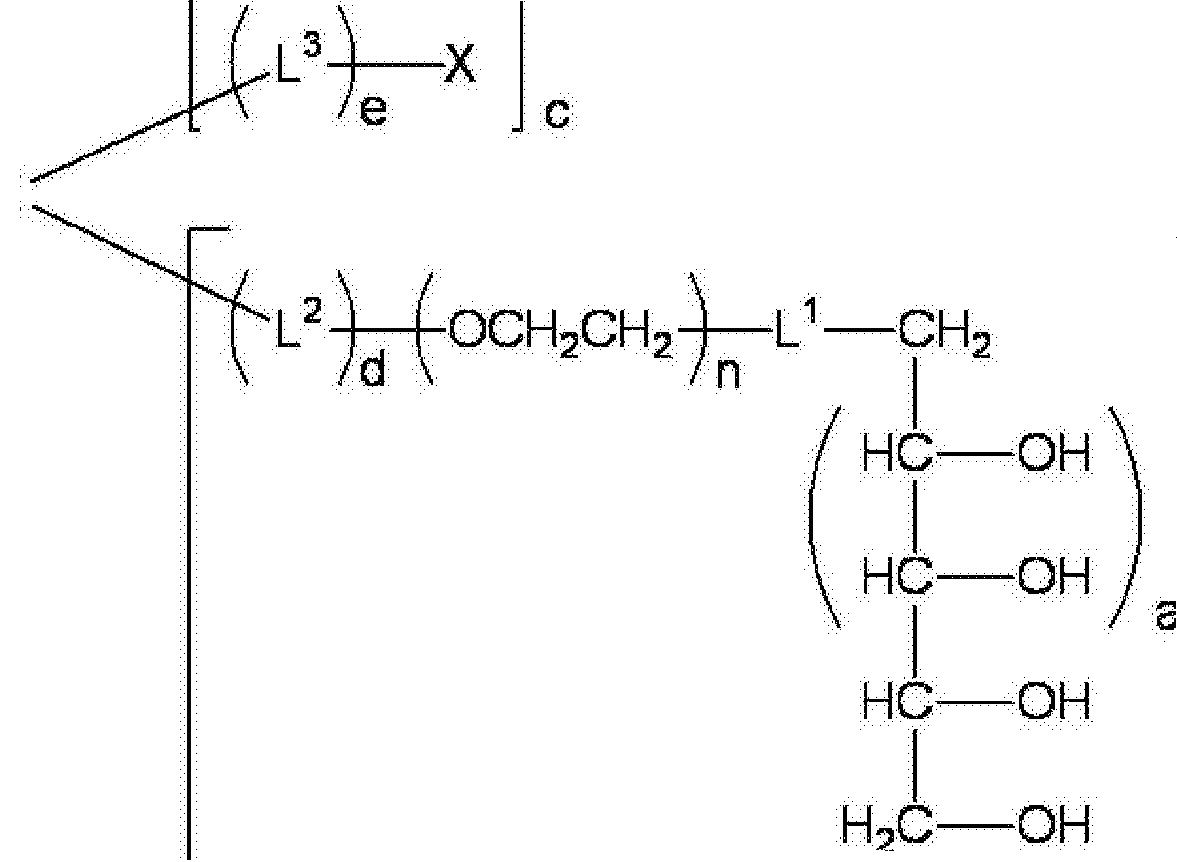 ( L³ )e X ] c
( L² )d ( OCH₂CH₂ )n L¹ CH₂
( HC OH
HC OH )a
HC OH
H₂C OH